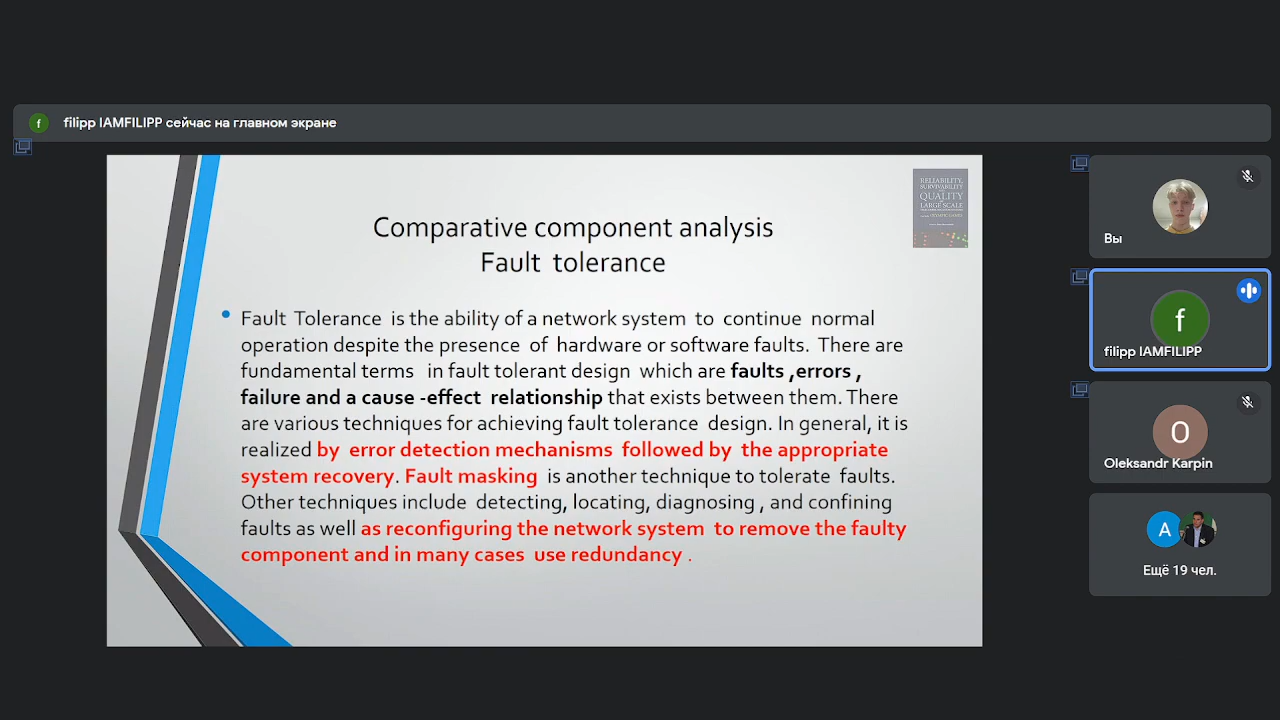 f
filipp IAMFILIPP сейчас на главном экране
RELIABILITY,
SURVIVABILITY
QUALITY
LARGE SCALE
Comparative component analysis
Fault tolerance
• Fault Tolerance is the ability of a network system to continue normal
operation despite the presence of hardware or software faults. There are
fundamental terms in fault tolerant design which are faults ,errors ,
failure and a cause -effect relationship that exists between them. There
are various techniques for achieving fault tolerance design. In general, it is
realized by error detection mechanisms followed by the appropriate
system recovery. Fault masking is another technique to tolerate faults.
Other techniques include detecting, locating, diagnosing , and confining
faults as well as reconfiguring the network system to remove the faulty
component and in many cases use redundancy .
Вы
f
filipp IAMFILIPP
O
Oleksandr Karpin
A
Ещё 19 чел.